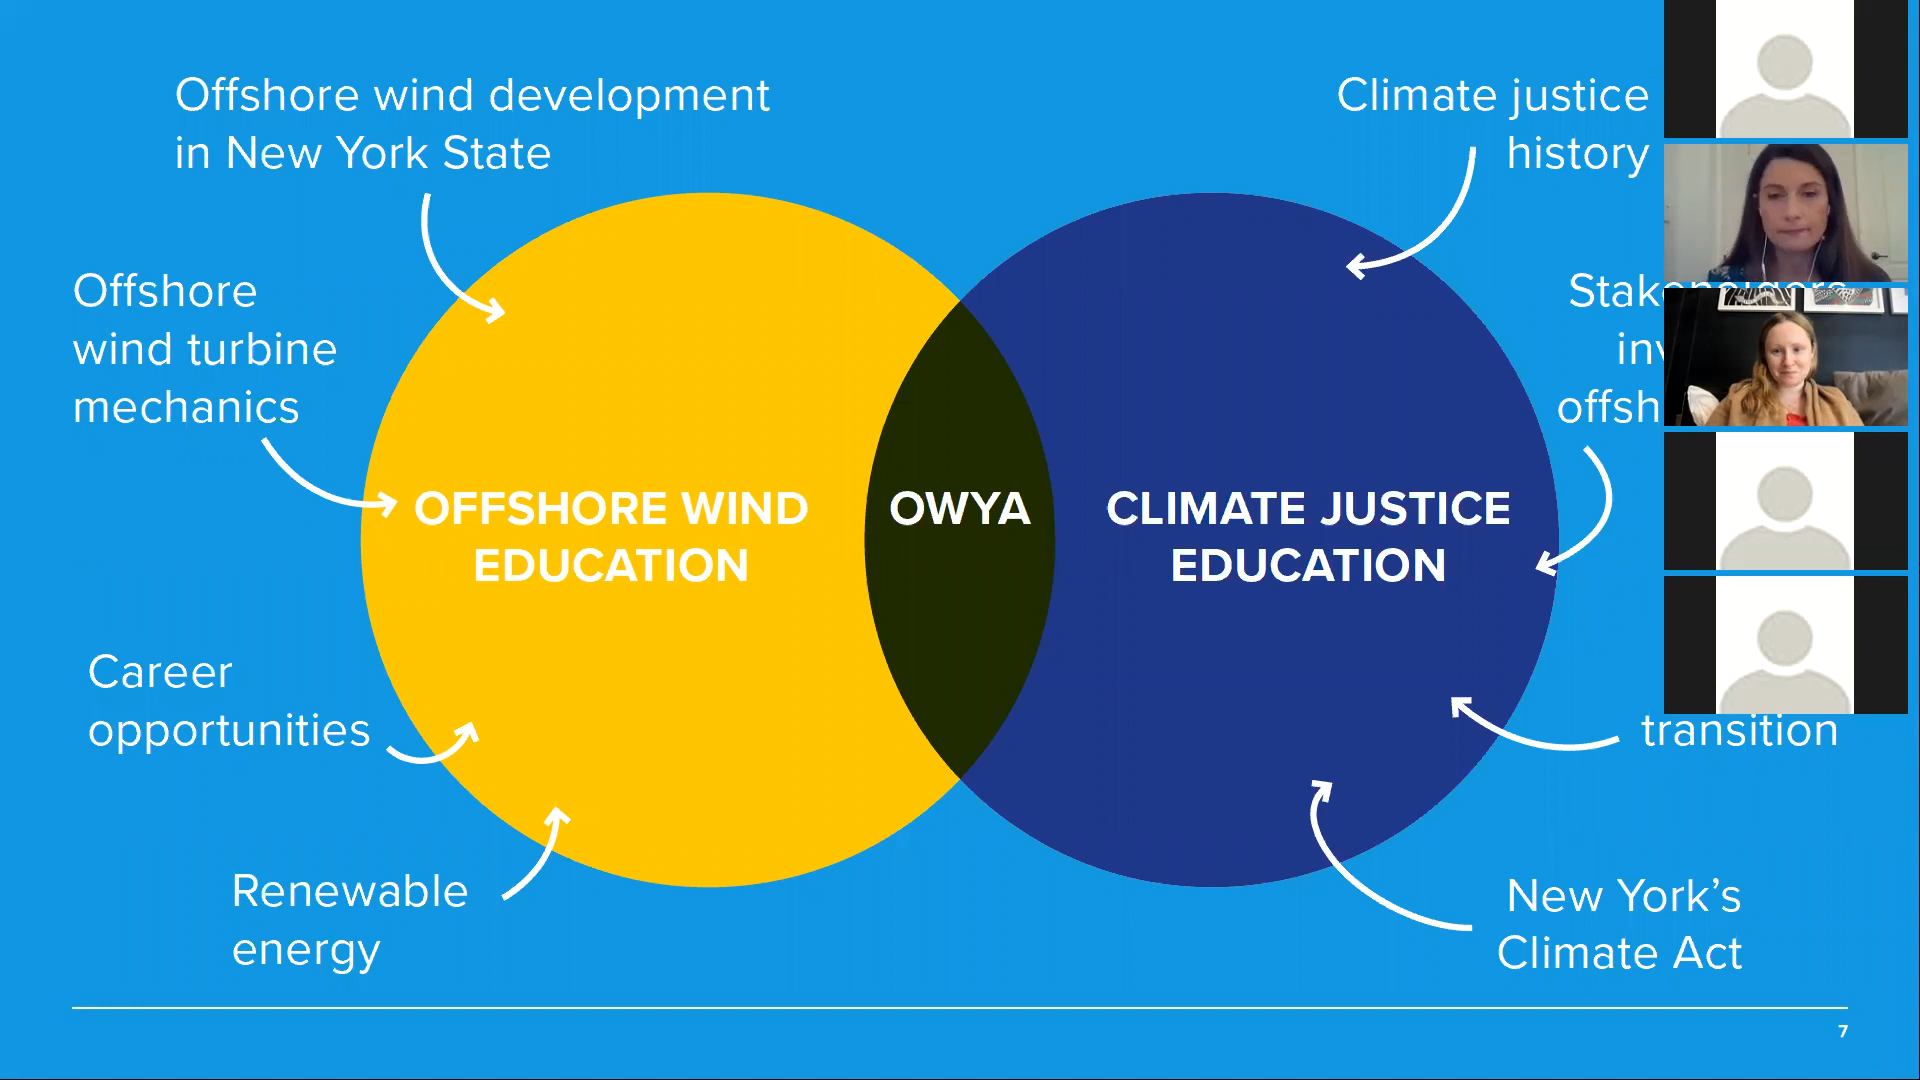 Offshore wind development
in New York State
Offshore
wind turbine
mechanics
Career
opportunities
Renewable
energy
OFFSHORE WIND
EDUCATION
OWYA
CLIMATE JUSTICE
EDUCATION
Climate justice
history
Stakeholders
transition
New York’s
Climate Act
7